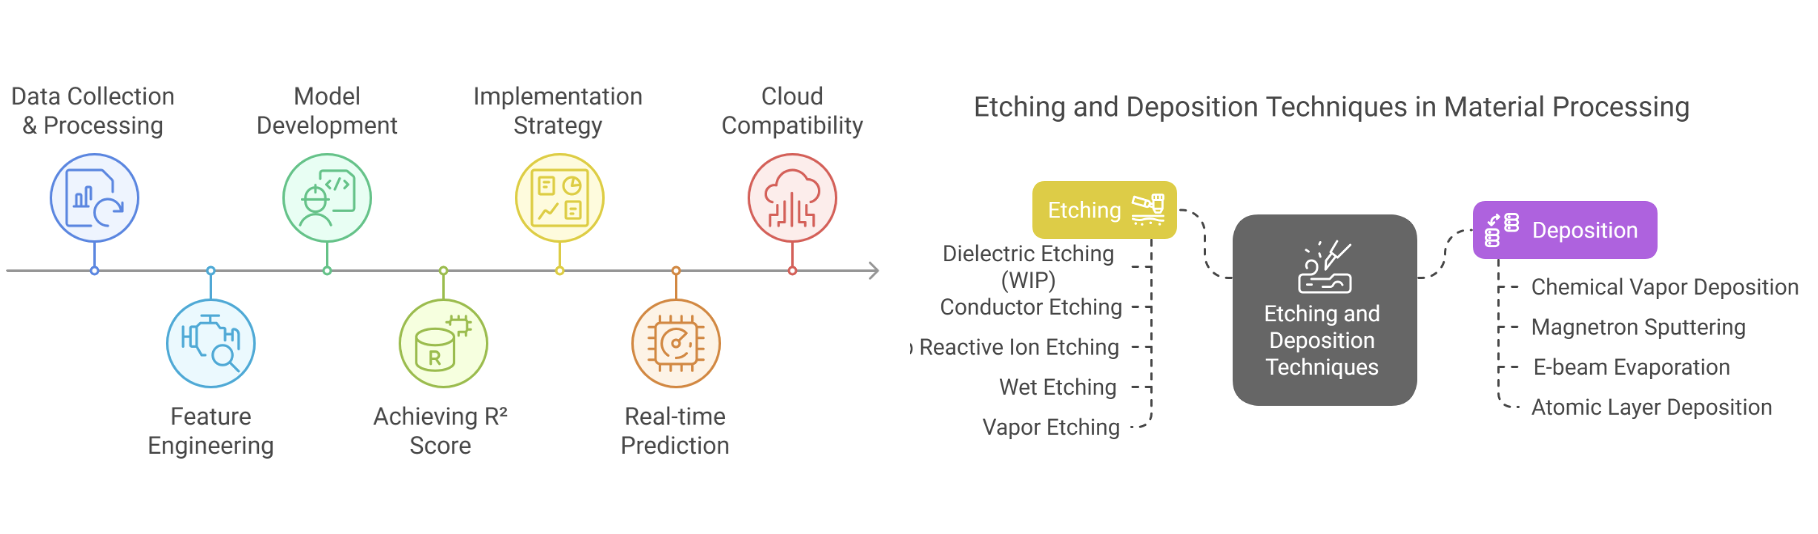 Data Collection
& Processing
Model
Development
Implementation
Strategy
Cloud
Compatibility
Feature
Engineering
R
Achieving R²
Score
Real-time
Prediction
Etching and Deposition Techniques in Material Processing
Etching
Dielectric Etching
(WIP)
Conductor Etching
Reactive Ion Etching
Wet Etching
Vapor Etching
Etching and
Deposition
Techniques
Deposition
Chemical Vapor Deposition
Magnetron Sputtering
E-beam Evaporation
Atomic Layer Deposition